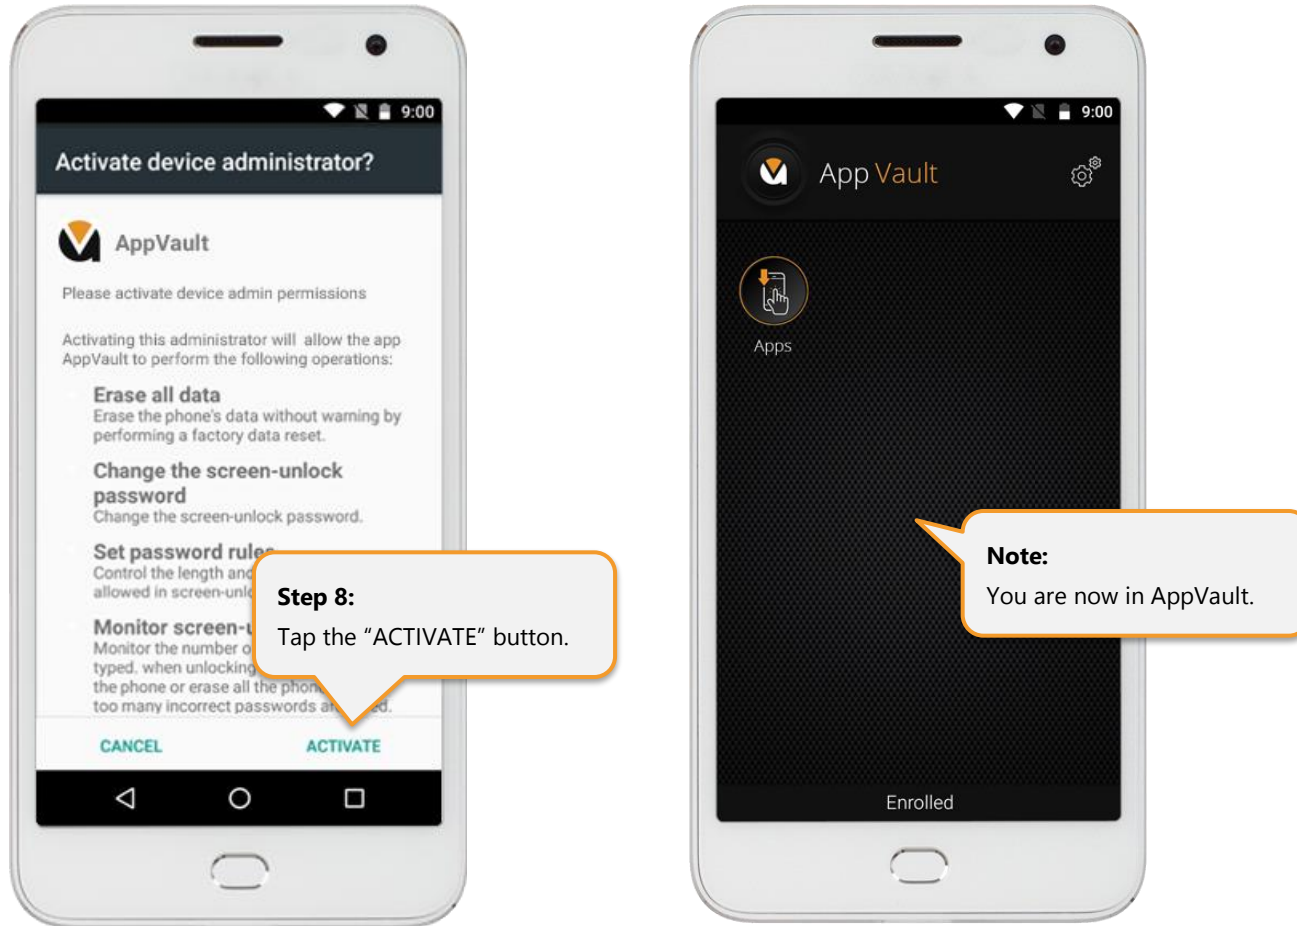 9:00
Activate device administrator?
AppVault
Please activate device admin permissions
Activating this administrator will allow the app
AppVault to perform the following operations:
Erase all data
Erase the phone's data without warning by
performing a factory data reset.
Change the screen-unlock
password
Change the screen-unlock password.
Set password rules
Control the length and
allowed in screen-unlo
Monitor screen-u
Monitor the number o
typed. when unlocking
the phone or erase all the phon
too many incorrect passwords are
CANCEL
ACTIVATE
Step 8:
Tap the “ACTIVATE” button.
9:00
App Vault
Apps
Note:
You are now in AppVault.
Enrolled